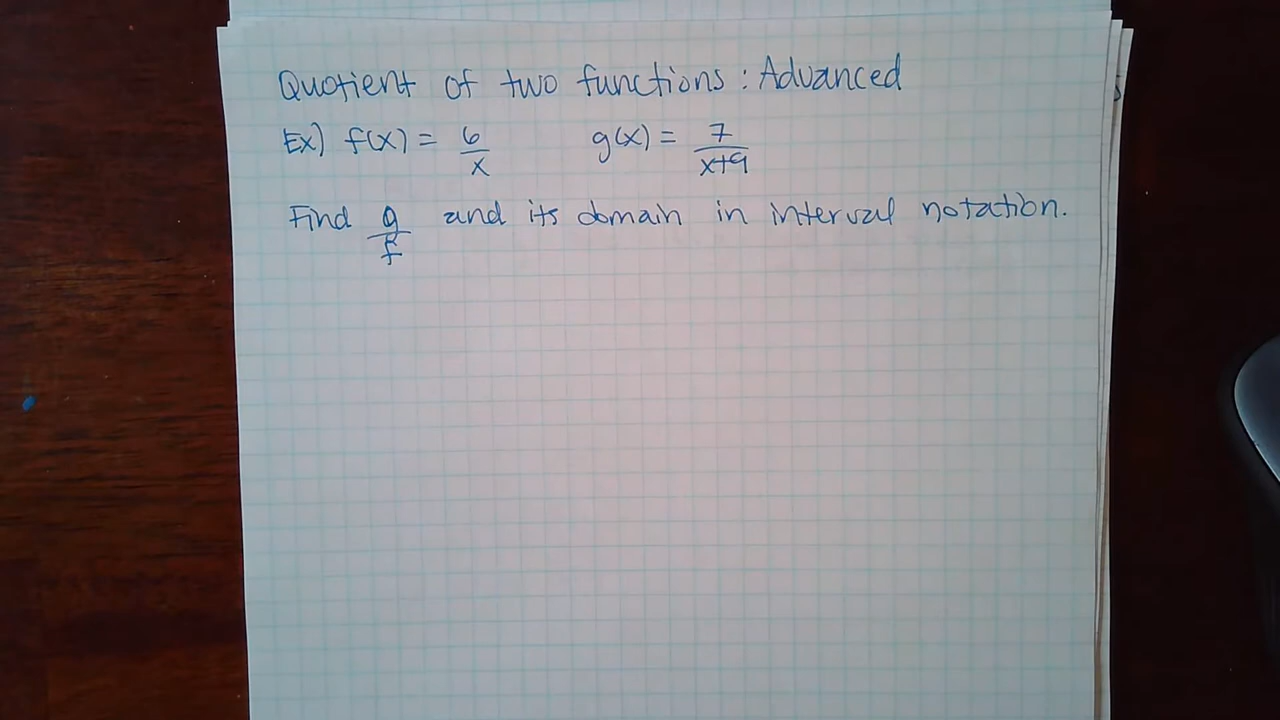 Quotient of two functions: Advanced
Ex) f(x) = 6/x g(x) = 7/(x+9)
Find g/f and its domain in interval notation.